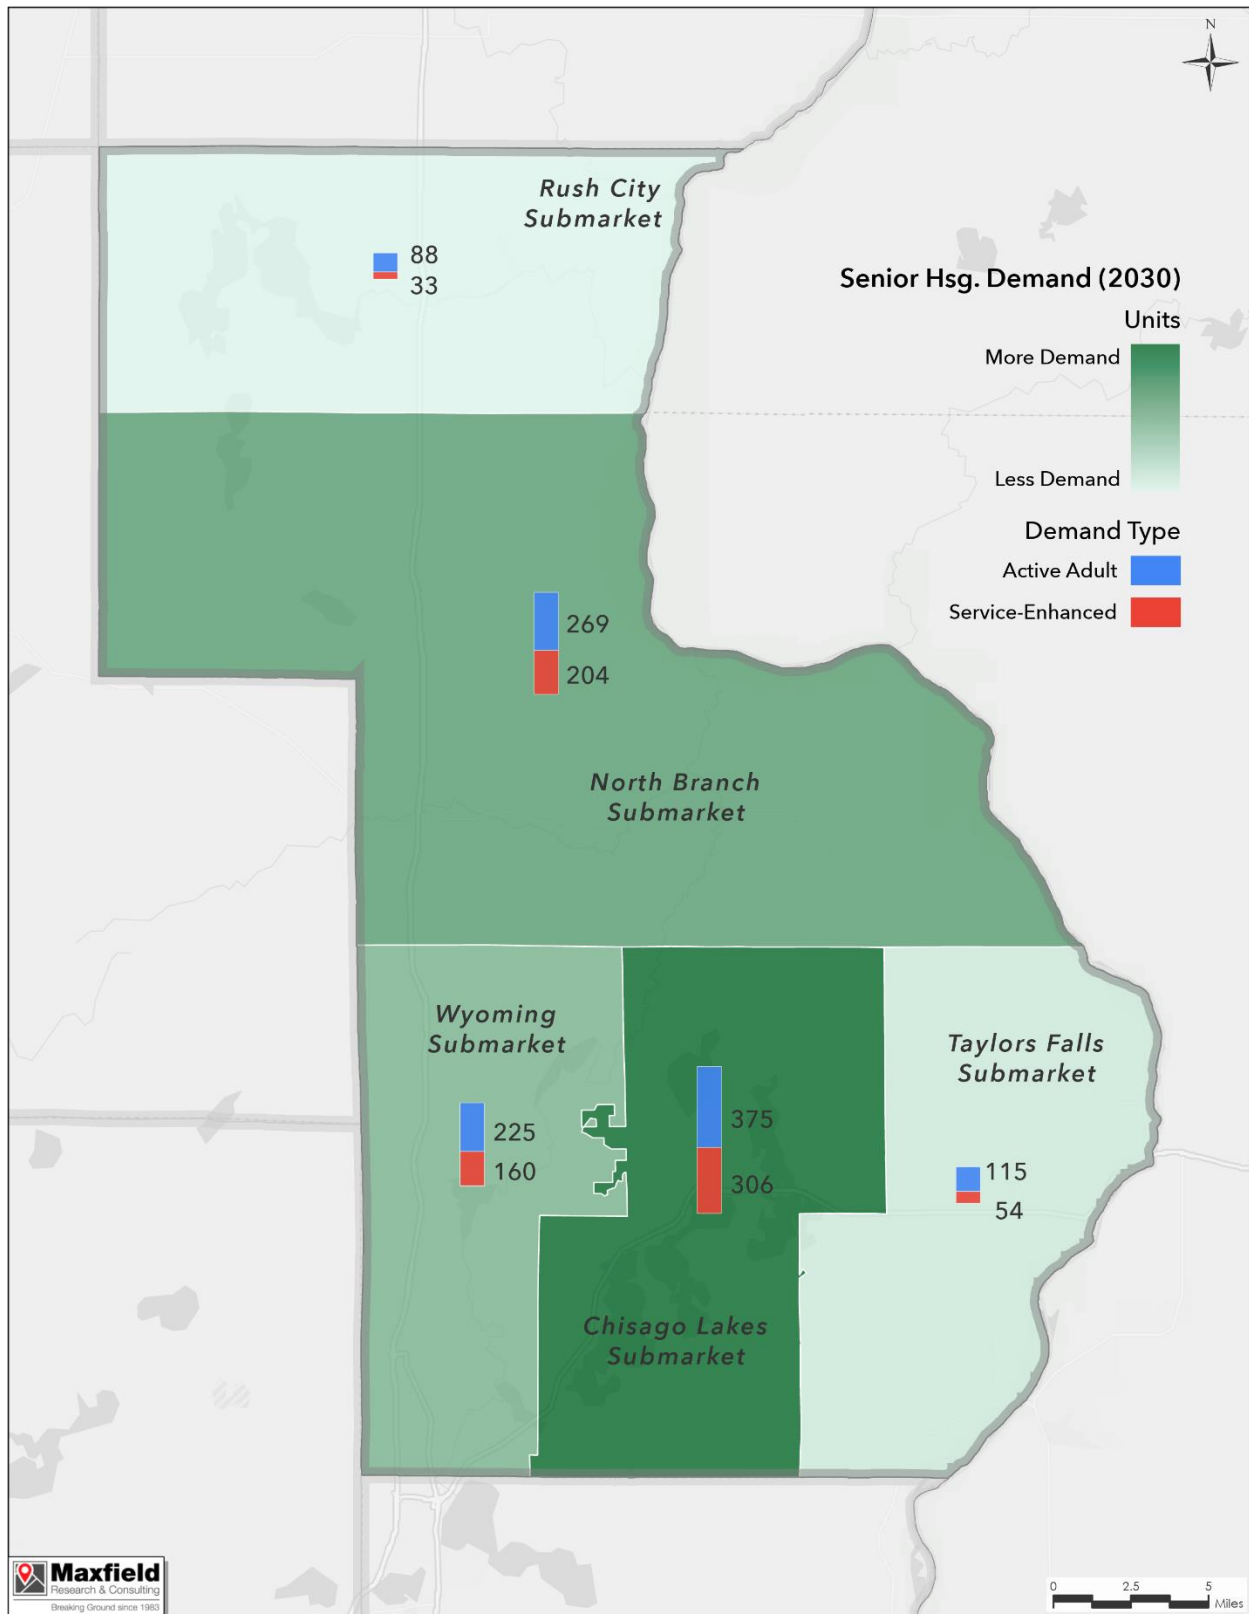 N
Rush City
Submarket
88
33
Senior Hsg. Demand (2030)
Units
More Demand
Less Demand
Demand Type
Active Adult
Service-Enhanced
269
204
North Branch
Submarket
Wyoming
Submarket
225
160
375
306
Taylors Falls
Submarket
115
54
Chisago Lakes
Submarket
Maxfield
Research & Consulting
Breaking Ground since 1983
0 2.5 5
Miles